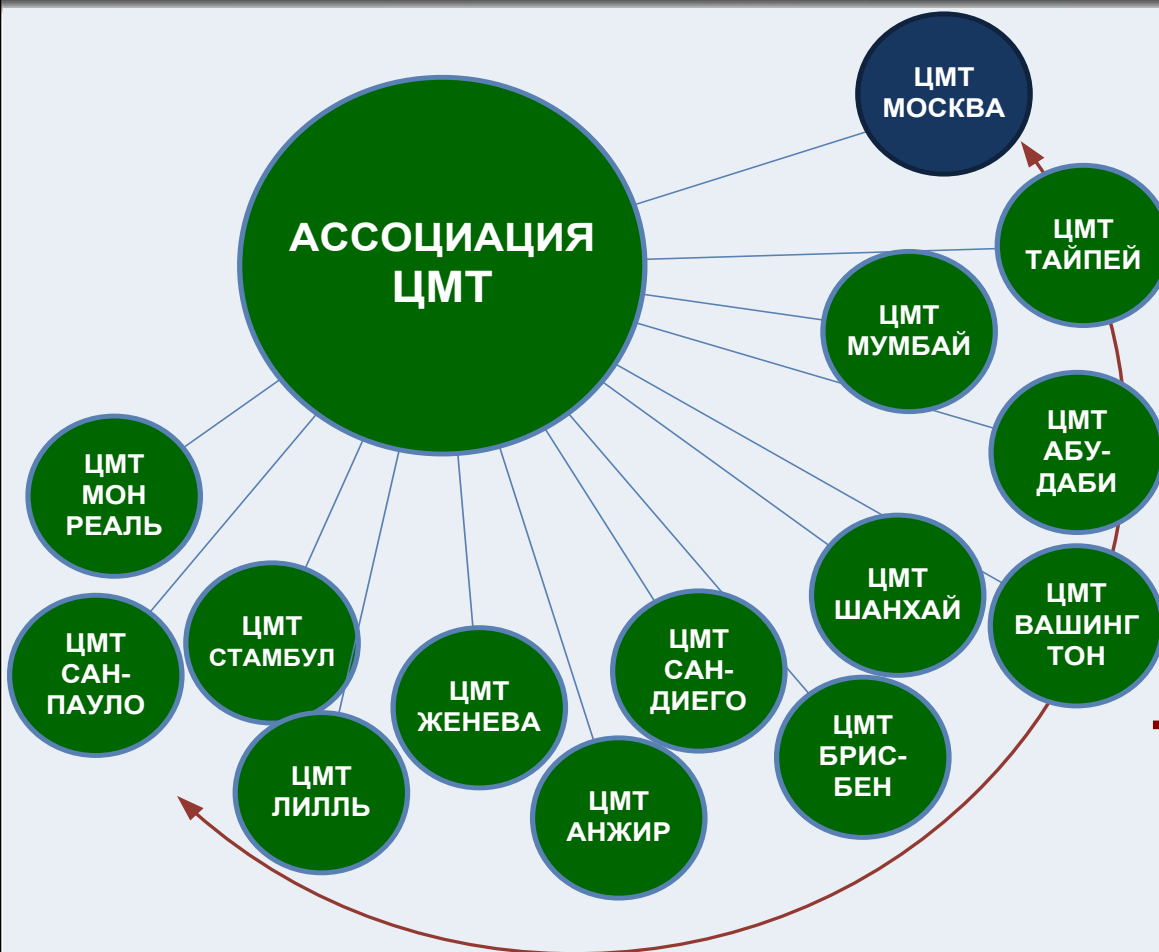 ЦМТ
МОСКВА
АССОЦИАЦИЯ
ЦМТ
ЦМТ
ТАЙПЕЙ
ЦМТ
МУМБАЙ
ЦМТ
АБУ-
ДАБИ
ЦМТ
МОН
РЕАЛЬ
ЦМТ
ШАНХАЙ
ЦМТ
ВАШИНГ
ТОН
ЦМТ
САН-
ПАУЛО
ЦМТ
СТАМБУЛ
ЦМТ
ЖЕНЕВА
ЦМТ
САН-
ДИЕГО
ЦМТ
БРИС-
БЕН
ЦМТ
ЛИЛЛЬ
ЦМТ
АНЖИР